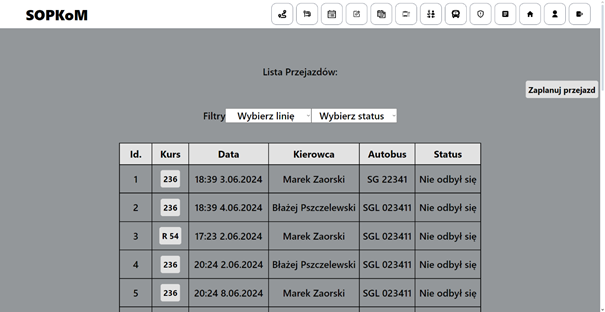 SOPKoM
Lista Przejazdów:
Zaplanuj przejazd
Filtry Wybierz linię Wybierz status
Id. Kurs Data Kierowca Autobus Status
1 236 18:39 3.06.2024 Marek Zaorski SG 22341 Nie odbył się
2 236 18:39 4.06.2024 Błażej Pszczelewski SGL 023411 Nie odbył się
3 R 54 17:23 2.06.2024 Marek Zaorski SGL 023411 Nie odbył się
4 236 20:24 2.06.2024 Błażej Pszczelewski SGL 023411 Nie odbył się
5 236 20:24 8.06.2024 Marek Zaorski SGL 023411 Nie odbył się